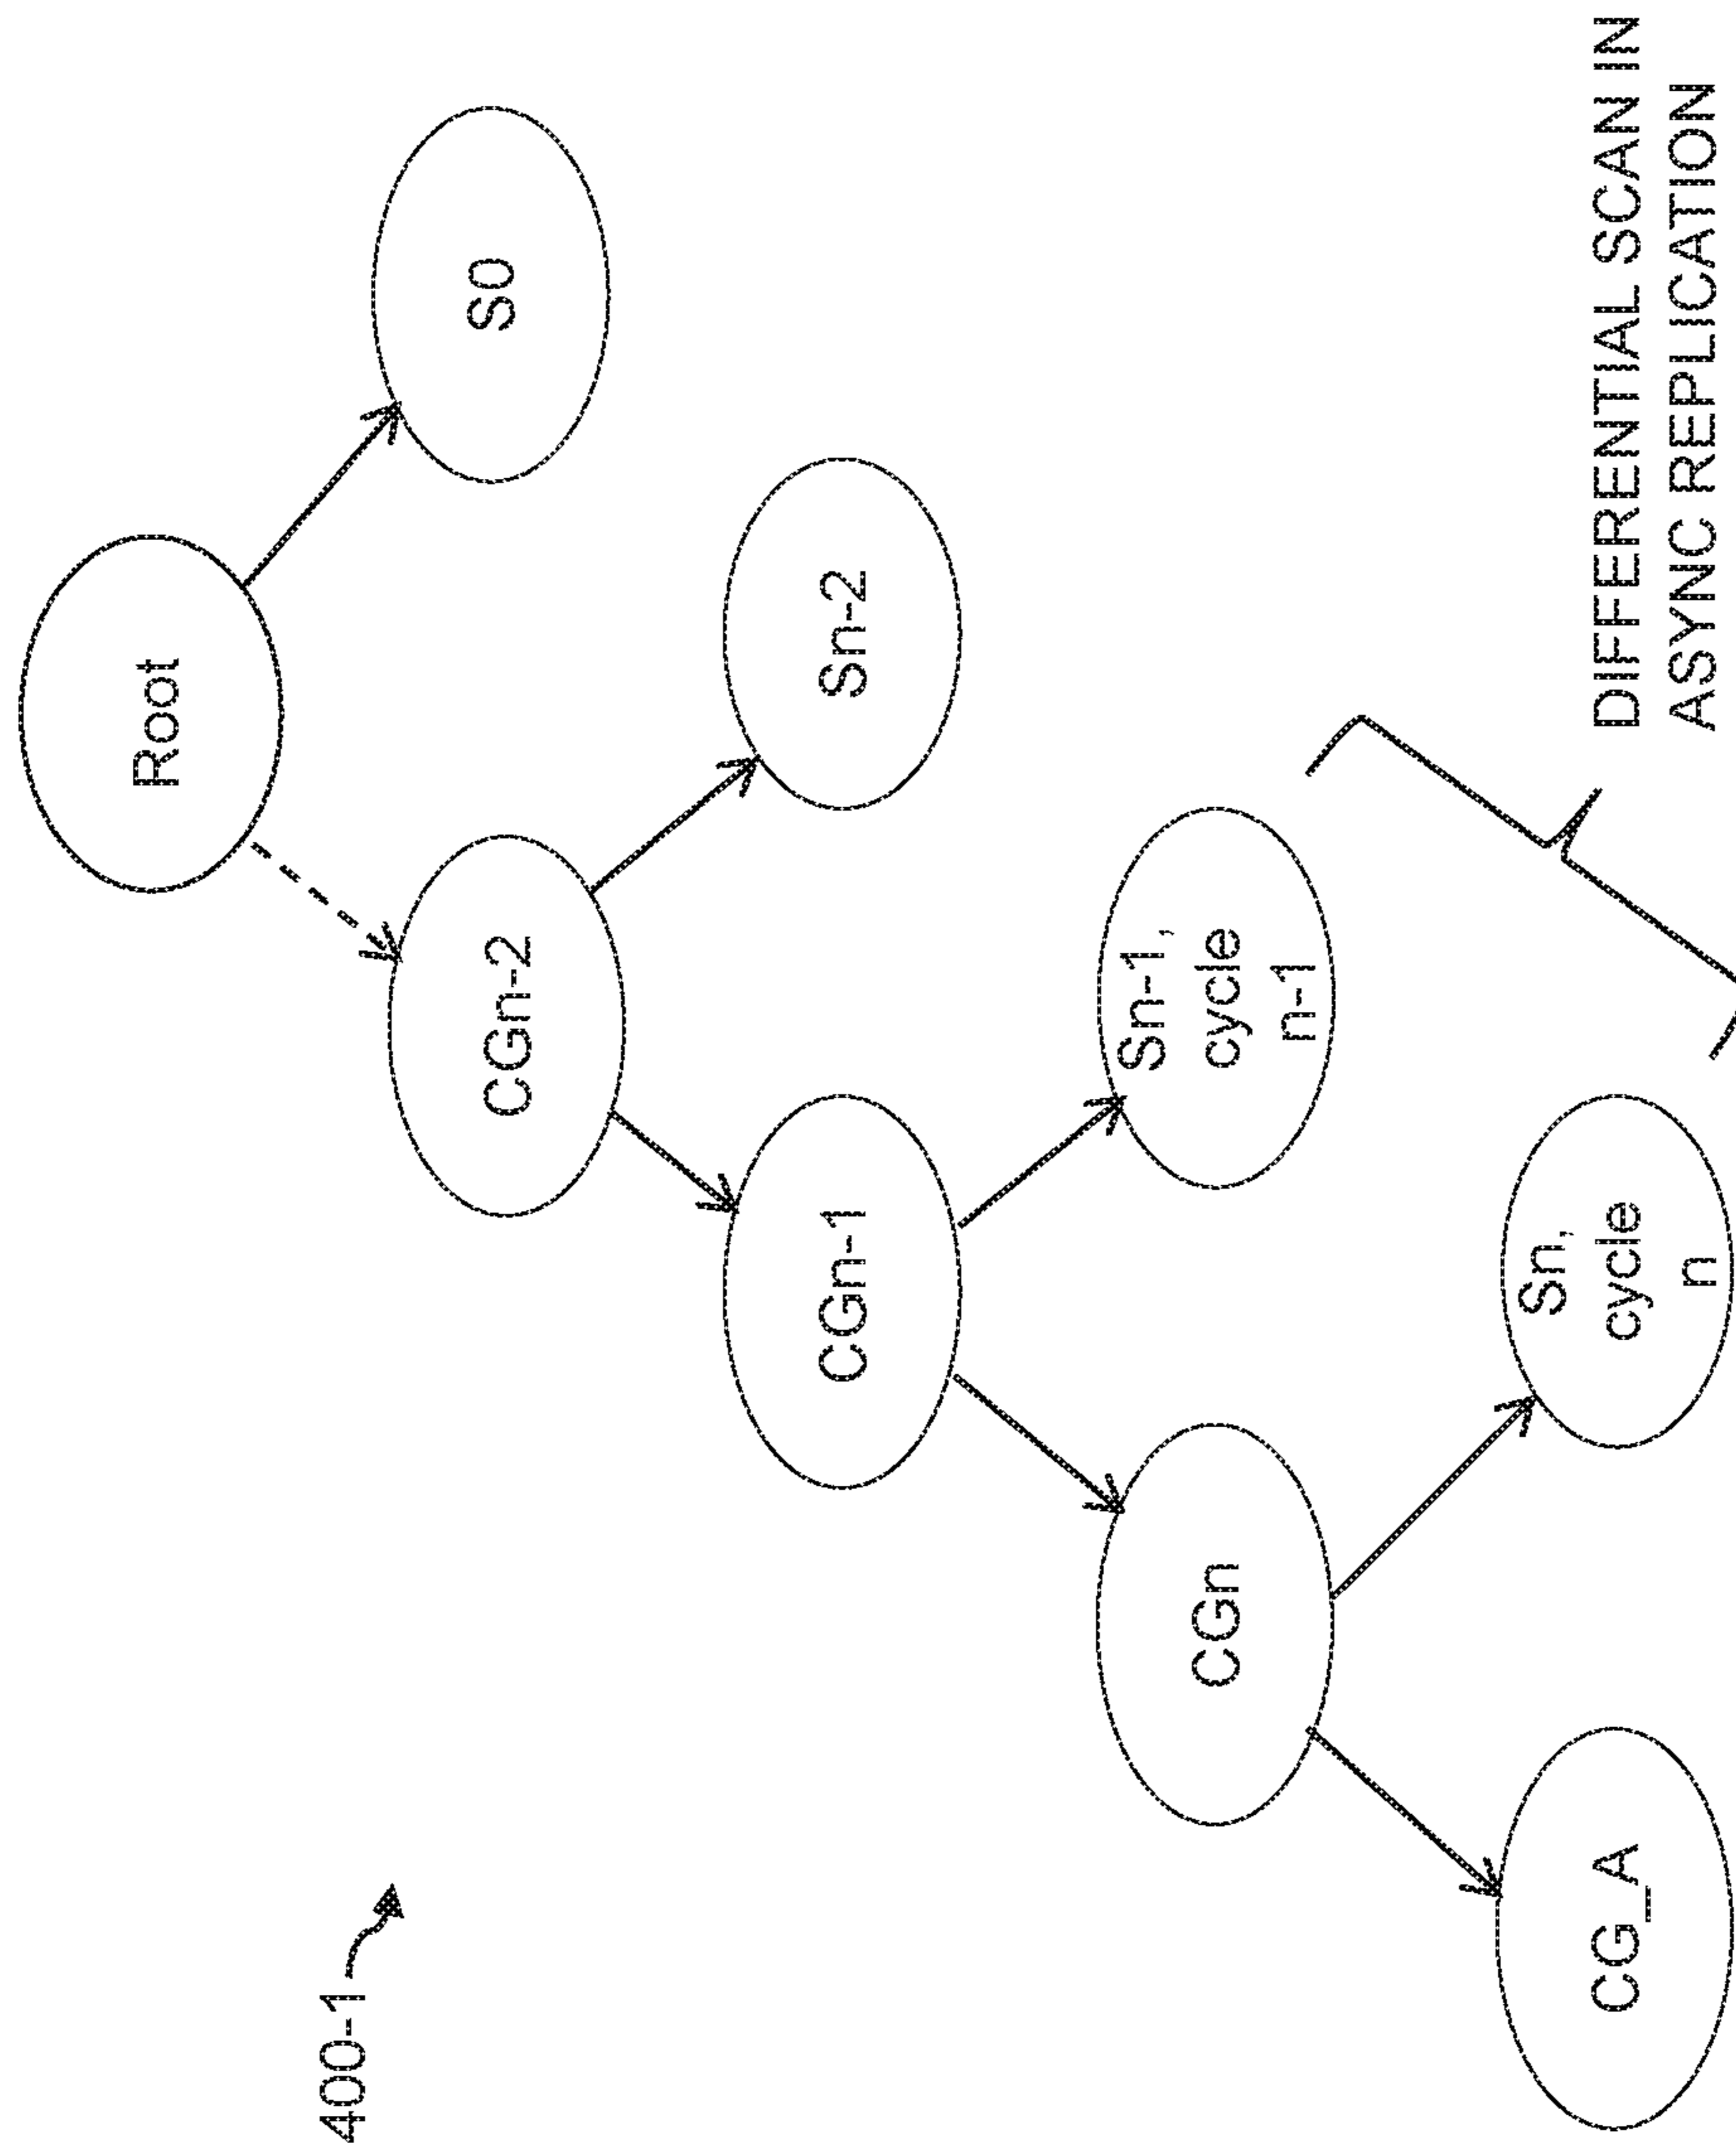 400-1
Root
S0
CGn-2
Sn-2
CGn-1
Sn-1,
cycle
n-1
CGn
Sn,
cycle
n
CG_A
DIFFERENTIAL SCAN IN
ASYNC REPLICATION